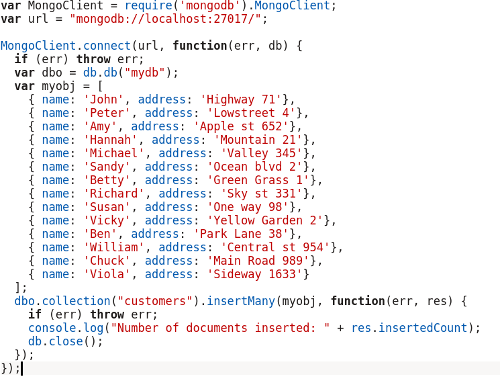 var MongoClient = require('mongodb').MongoClient;
var url = "mongodb://localhost:27017/";

MongoClient.connect(url, function(err, db) {
  if (err) throw err;
  var dbo = db.db("mydb");
  var myobj = [
    { name: 'John', address: 'Highway 71'},
    { name: 'Peter', address: 'Lowstreet 4'},
    { name: 'Amy', address: 'Apple st 652'},
    { name: 'Hannah', address: 'Mountain 21'},
    { name: 'Michael', address: 'Valley 345'},
    { name: 'Sandy', address: 'Ocean blvd 2'},
    { name: 'Betty', address: 'Green Grass 1'},
    { name: 'Richard', address: 'Sky st 331'},
    { name: 'Susan', address: 'One way 98'},
    { name: 'Vicky', address: 'Yellow Garden 2'},
    { name: 'Ben', address: 'Park Lane 38'},
    { name: 'William', address: 'Central st 954'},
    { name: 'Chuck', address: 'Main Road 989'},
    { name: 'Viola', address: 'Sideway 1633'}
  ];
  dbo.collection("customers").insertMany(myobj, function(err, res) {
    if (err) throw err;
    console.log("Number of documents inserted: " + res.insertedCount);
    db.close();
  });
});